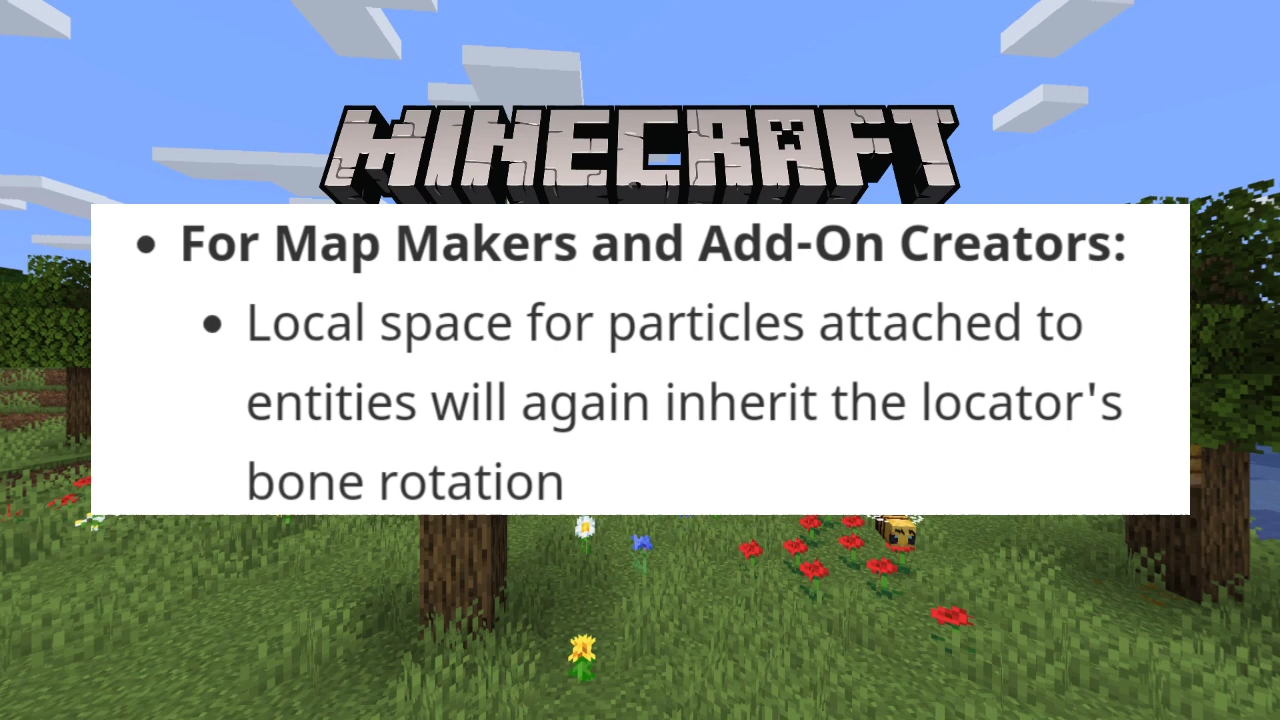 MINECRAFT
• For Map Makers and Add-On Creators:
• Local space for particles attached to
entities will again inherit the locator's
bone rotation